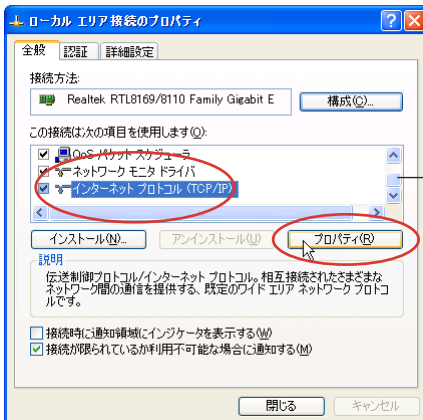 ローカル エリア接続のプロパティ
全般 認証 詳細設定
接続方法:
Realtek RTL8169/8110 Family Gigabit E 構成(C)...
この接続は次の項目を使用します(O):
QoS パケット スケジューラ
ネットワーク モニタ ドライバ
インターネット プロトコル (TCP/IP)
インストール(N)... アンインストール(U) プロパティ(R)
説明
伝送制御プロトコル/インターネット プロトコル。相互接続されたさまざまな
ネットワーク間の通信を提供する、既定のワイド エリア ネットワーク プロトコ
ルです。
接続時に通知領域にインジケータを表示する(W)
接続が限られているか利用不可能な場合に通知する(M)
閉じる キャンセル